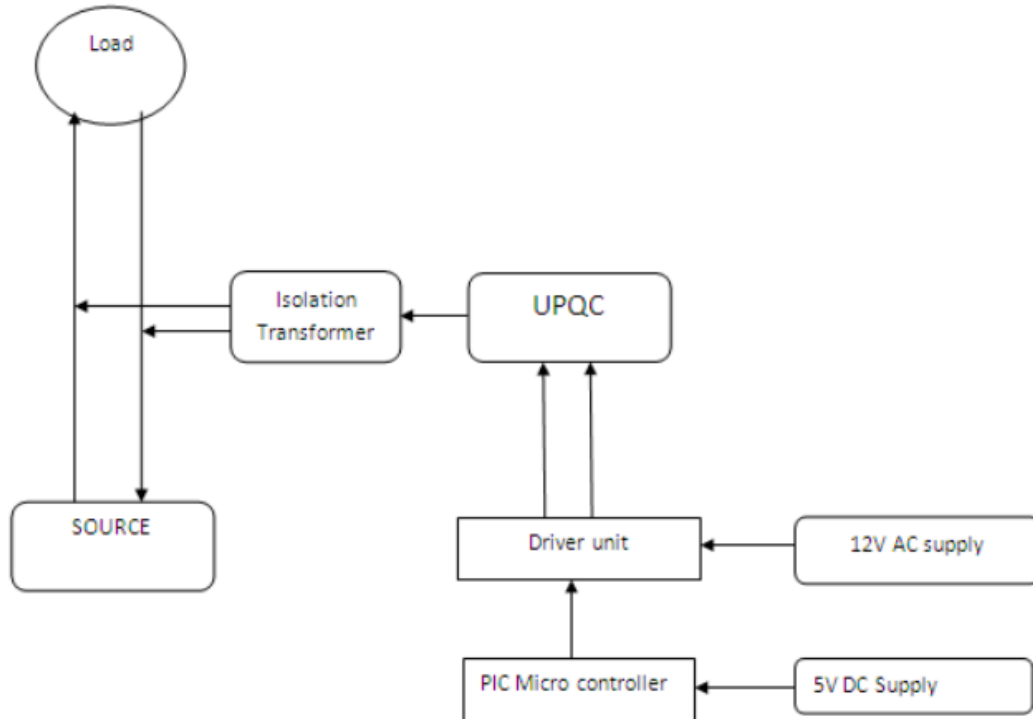 Load
Isolation
Transformer
UPQC
SOURCE
Driver unit
12V AC supply
PIC Micro controller
5V DC Supply